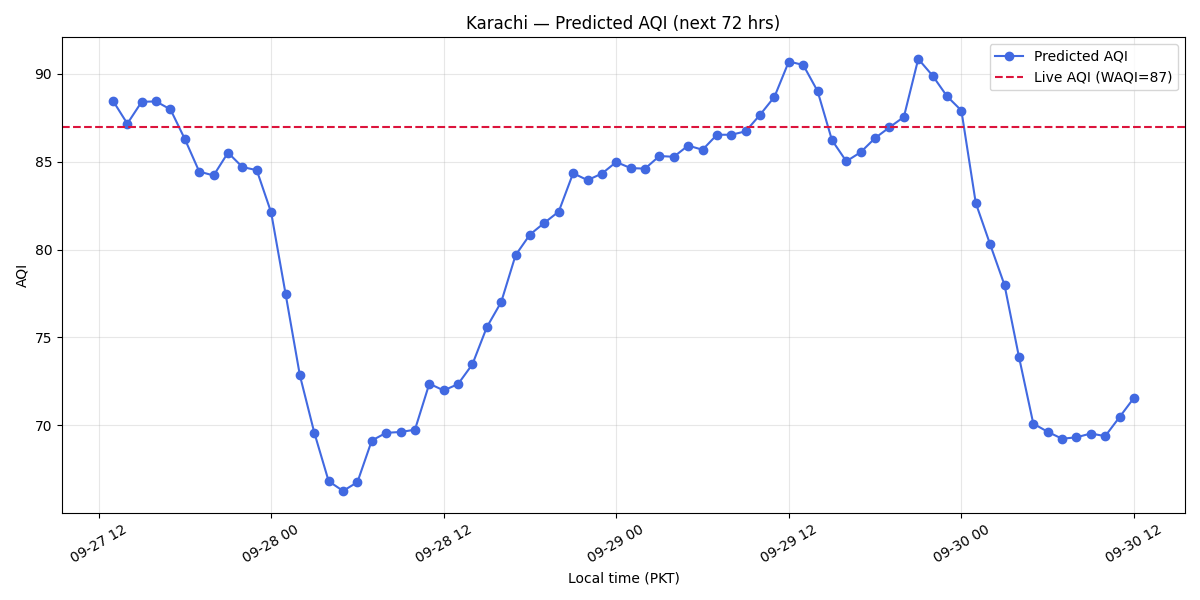 Karachi — Predicted AQI (next 72 hrs)
Predicted AQI
Live AQI (WAQI=87)
90
85
80
75
70
AQI
09-27 12
09-28 00
09-28 12
09-29 00
09-29 12
09-30 00
09-30 12
Local time (PKT)